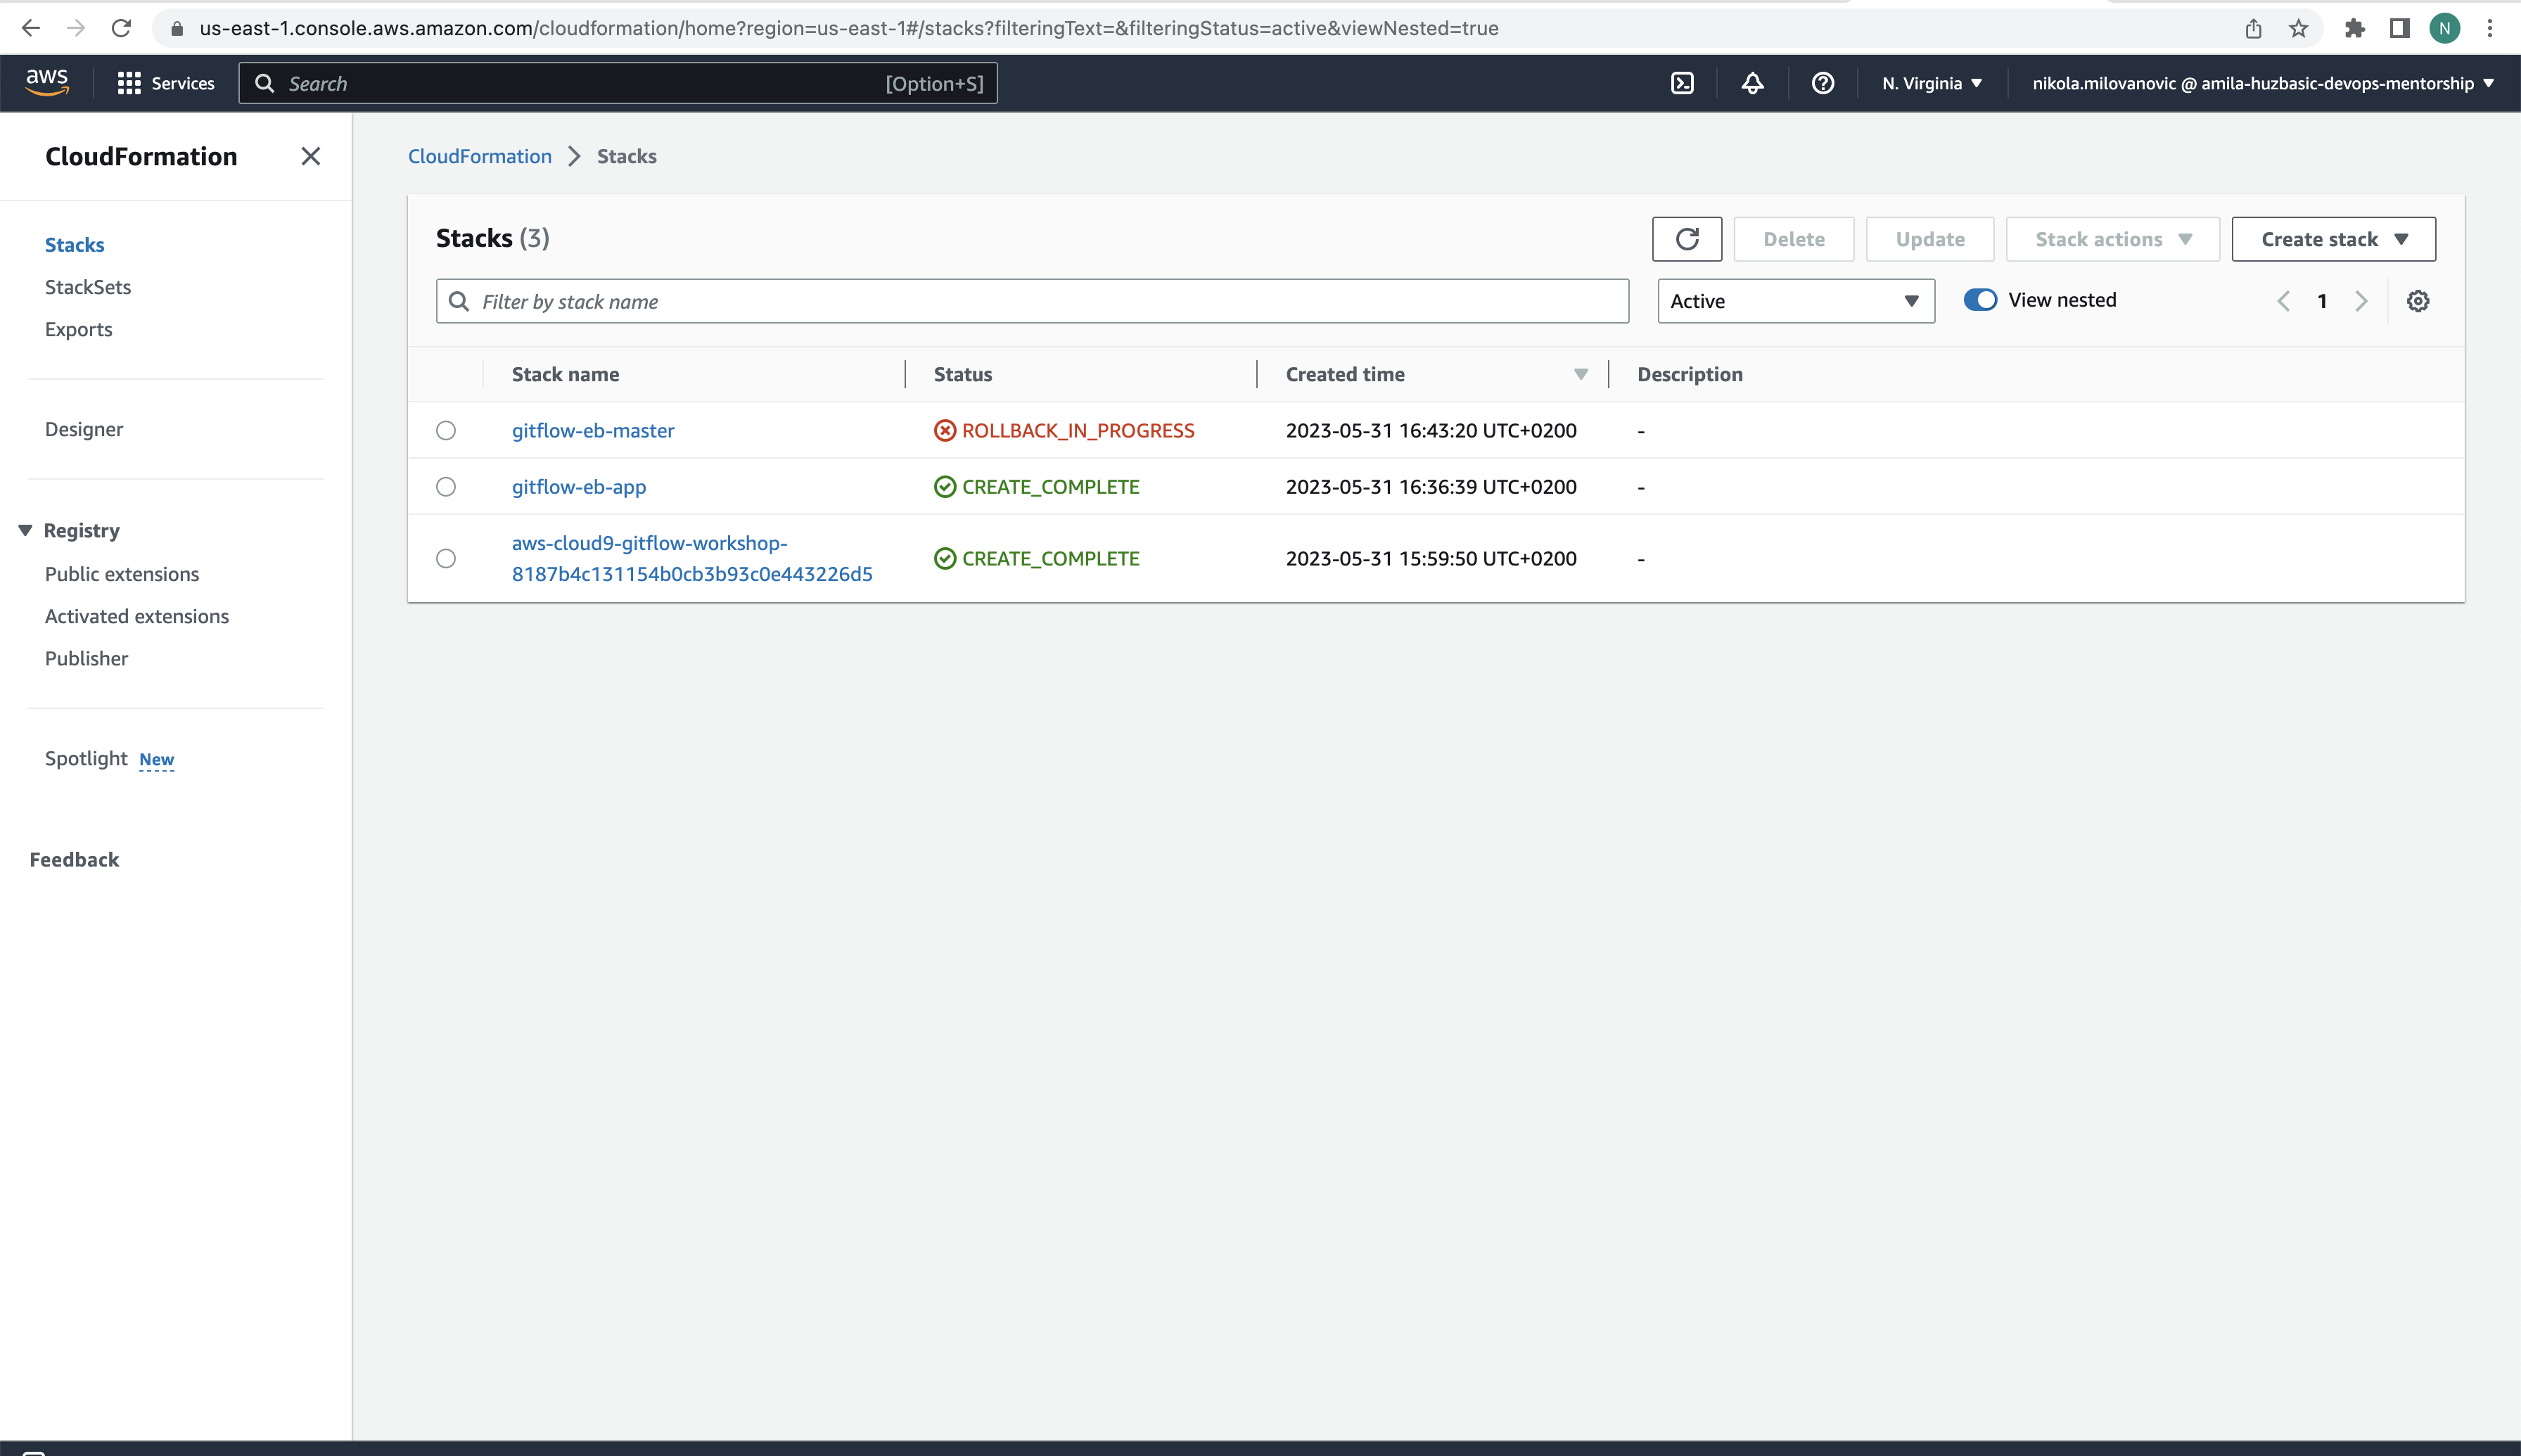 us-east-1.console.aws.amazon.com/cloudformation/home?region=us-east-1#/stacks?filteringText=&filteringStatus=active&viewNested=true
N
aws
Services
Search
[Option+S]
N. Virginia
nikola.milovanovic @ amila-huzbasic-devops-mentorship
CloudFormation
Stacks
StackSets
Exports
Designer
Registry
Public extensions
Activated extensions
Publisher
Spotlight New
Feedback
CloudFormation > Stacks
Stacks (3)
Delete
Update
Stack actions
Create stack
Filter by stack name
Active
View nested
1
Stack name Status Created time Description
gitflow-eb-master ROLLBACK_IN_PROGRESS 2023-05-31 16:43:20 UTC+0200 -
gitflow-eb-app CREATE_COMPLETE 2023-05-31 16:36:39 UTC+0200 -
aws-cloud9-gitflow-workshop-
8187b4c131154b0cb3b93c0e443226d5 CREATE_COMPLETE 2023-05-31 15:59:50 UTC+0200 -